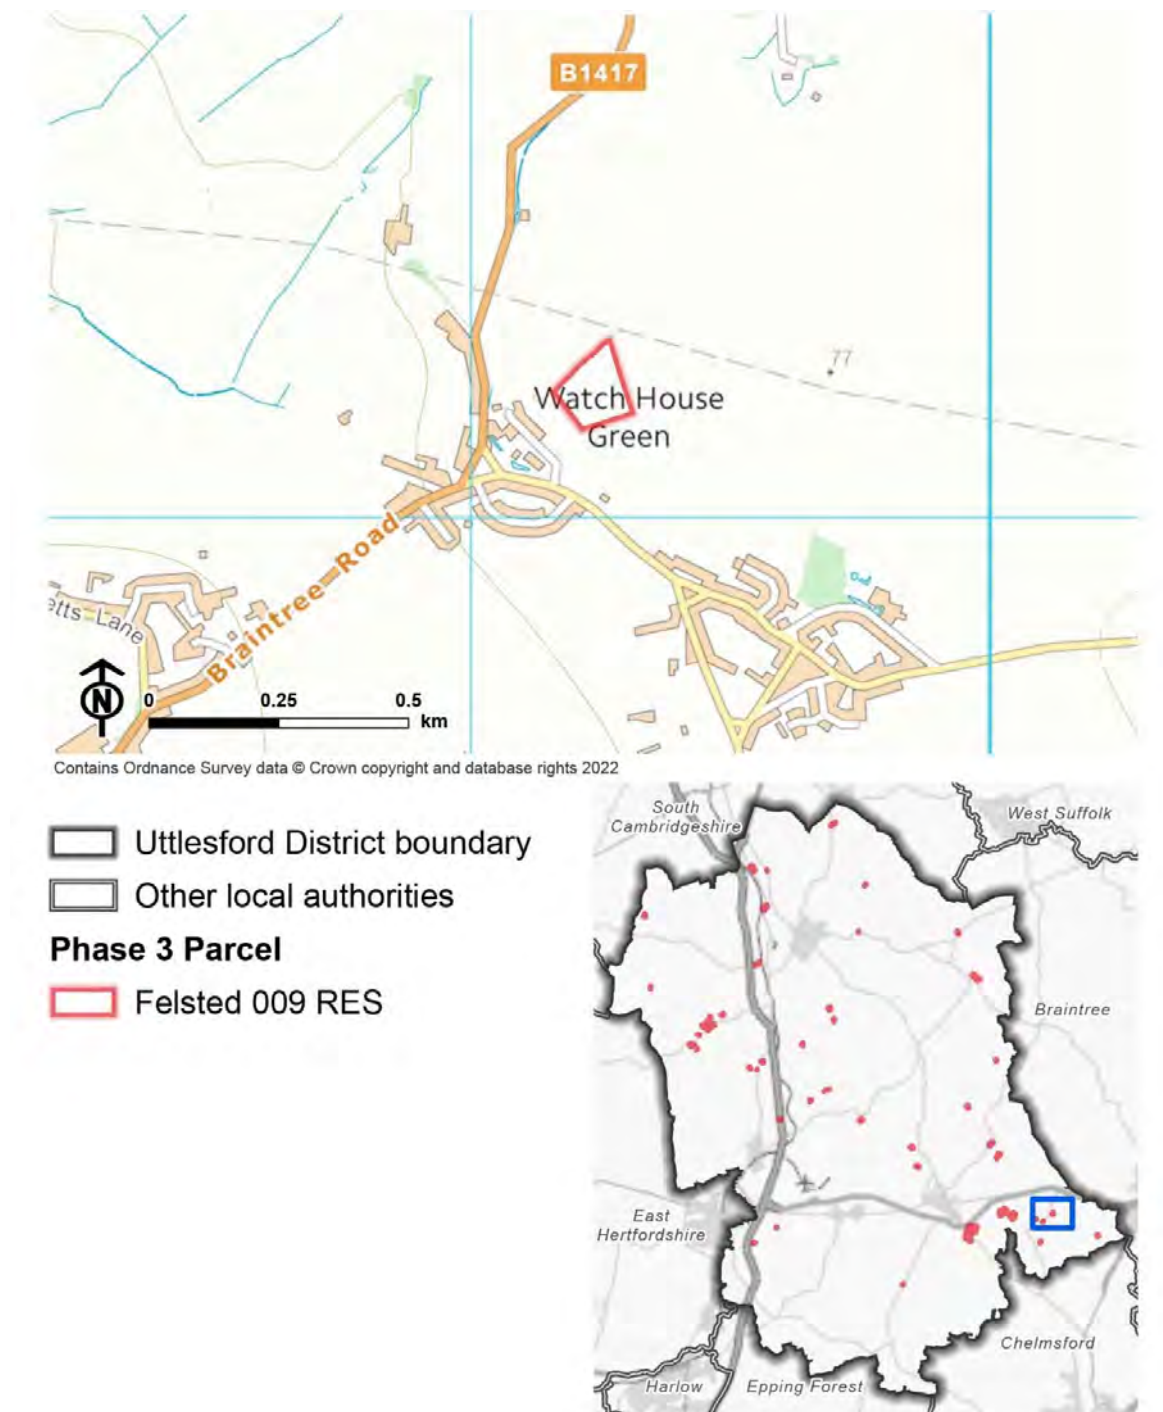 B1417
77
Watch House
Green
Braintree Road
etts Lane
N
0 0.25 0.5
km
Contains Ordnance Survey data © Crown copyright and database rights 2022
Uttlesford District boundary
Other local authorities
Phase 3 Parcel
Felsted 009 RES
South
Cambridgeshire
West Suffolk
Braintree
East
Hertfordshire
Chelmsford
Harlow
Epping Forest